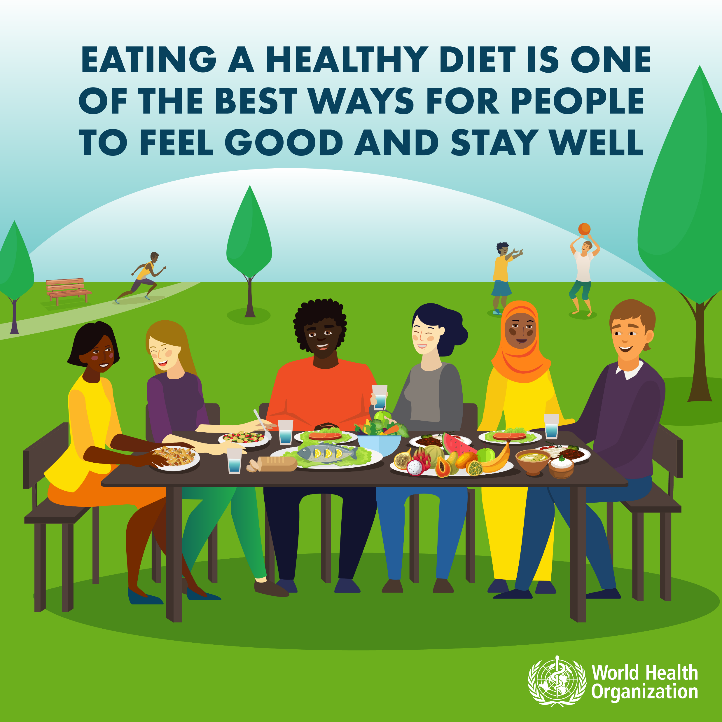 EATING A HEALTHY DIET IS ONE
OF THE BEST WAYS FOR PEOPLE
TO FEEL GOOD AND STAY WELL
World Health
Organization